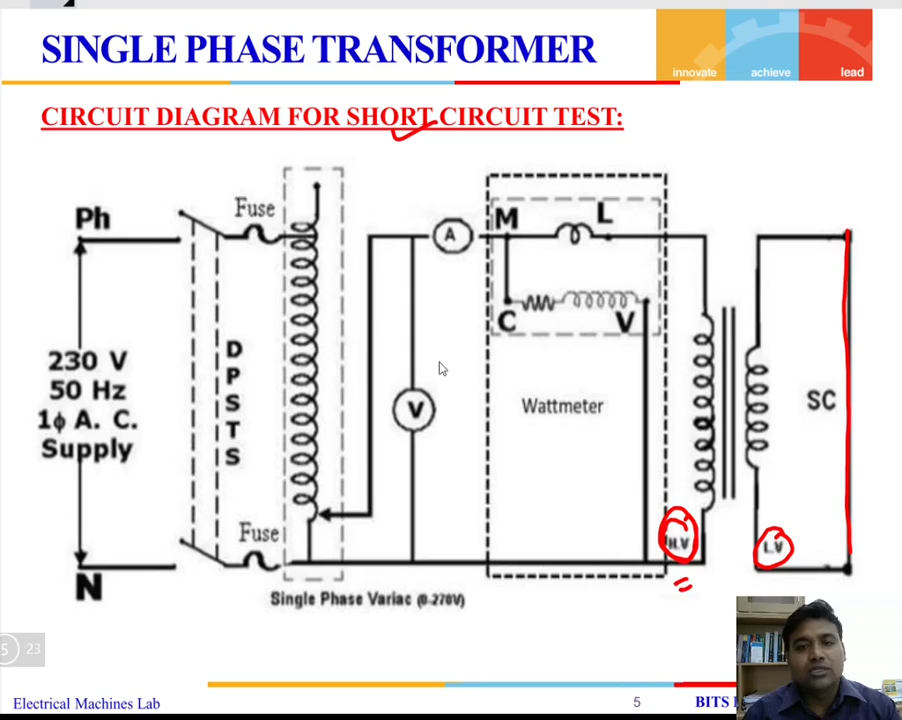 SINGLE PHASE TRANSFORMER
innovate achieve lead
CIRCUIT DIAGRAM FOR SHORT CIRCUIT TEST:
Ph
Fuse
A
M
L
C
V
230 V
50 Hz
1ϕ A. C.
Supply
D
P
S
T
S
V
Wattmeter
SC
Fuse
H.V
L.V
N
Single Phase Variac (0-270V)
5 23
Electrical Machines Lab
5
BITS